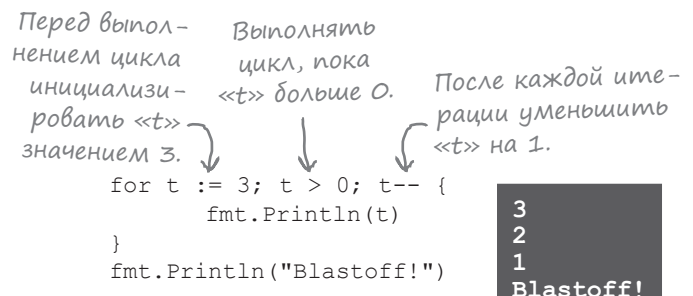 Перед выпол–
нением цикла
инициализи–
ровать «t»
значением 3.
Выполнять
цикл, пока
«t» больше 0.
После каждой ите–
рации уменьшить
«t» на 1.
for t := 3; t > 0; t-- {
fmt.Println(t)
}
fmt.Println("Blastoff!")
3
2
1
Blastoff!